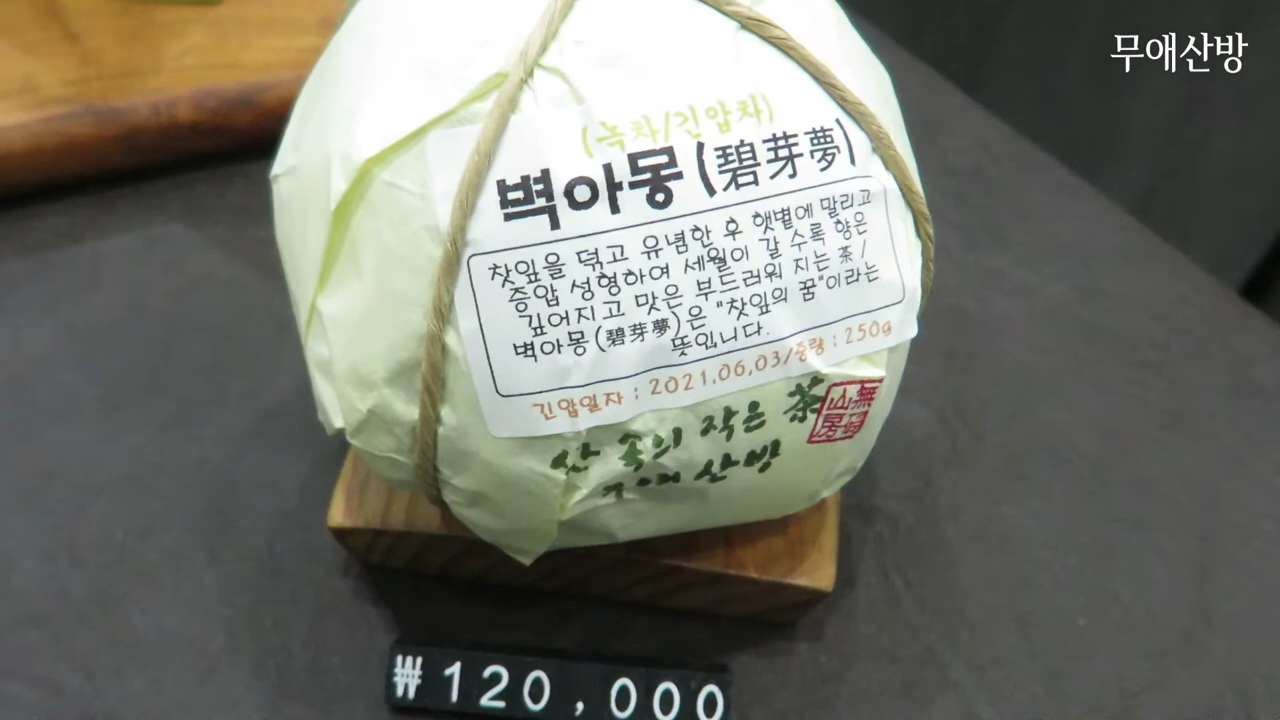 무애산방
(녹차/긴압차)
벽아몽(碧芽夢)
찻잎을 덖고 유념한 후 햇볕에 말리고
증압 성형하여 세월이 갈 수록 향은
깊어지고 맛은 부드러워 지는 茶/
벽아몽(碧芽夢)은 "찻잎의 꿈"이라는
뜻입니다.
긴압일자 : 2021.06.03/중량 : 250g
산 속의 작은 茶
무애산방
₩120,000